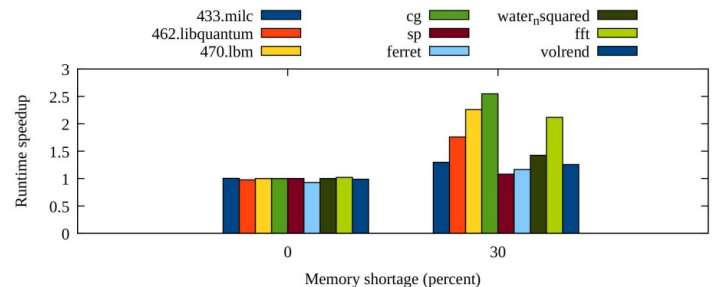 433.milc cg water_nsquared
462.libquantum sp fft
470.lbm ferret volrend
3
2.5
2
1.5
1
0.5
0
Runtime speedup
0 30
Memory shortage (percent)